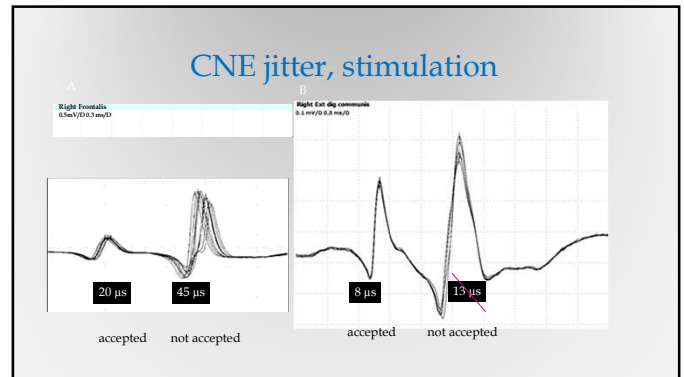 CNE jitter, stimulation
A
Right Frontalis
0.5mV/D 0.3 ms/D
20 µs
45 µs
accepted
not accepted
B
Right Ext dig communis
0.1 mV/D 0.8 ms/D
8 µs
13 µs
accepted
not accepted